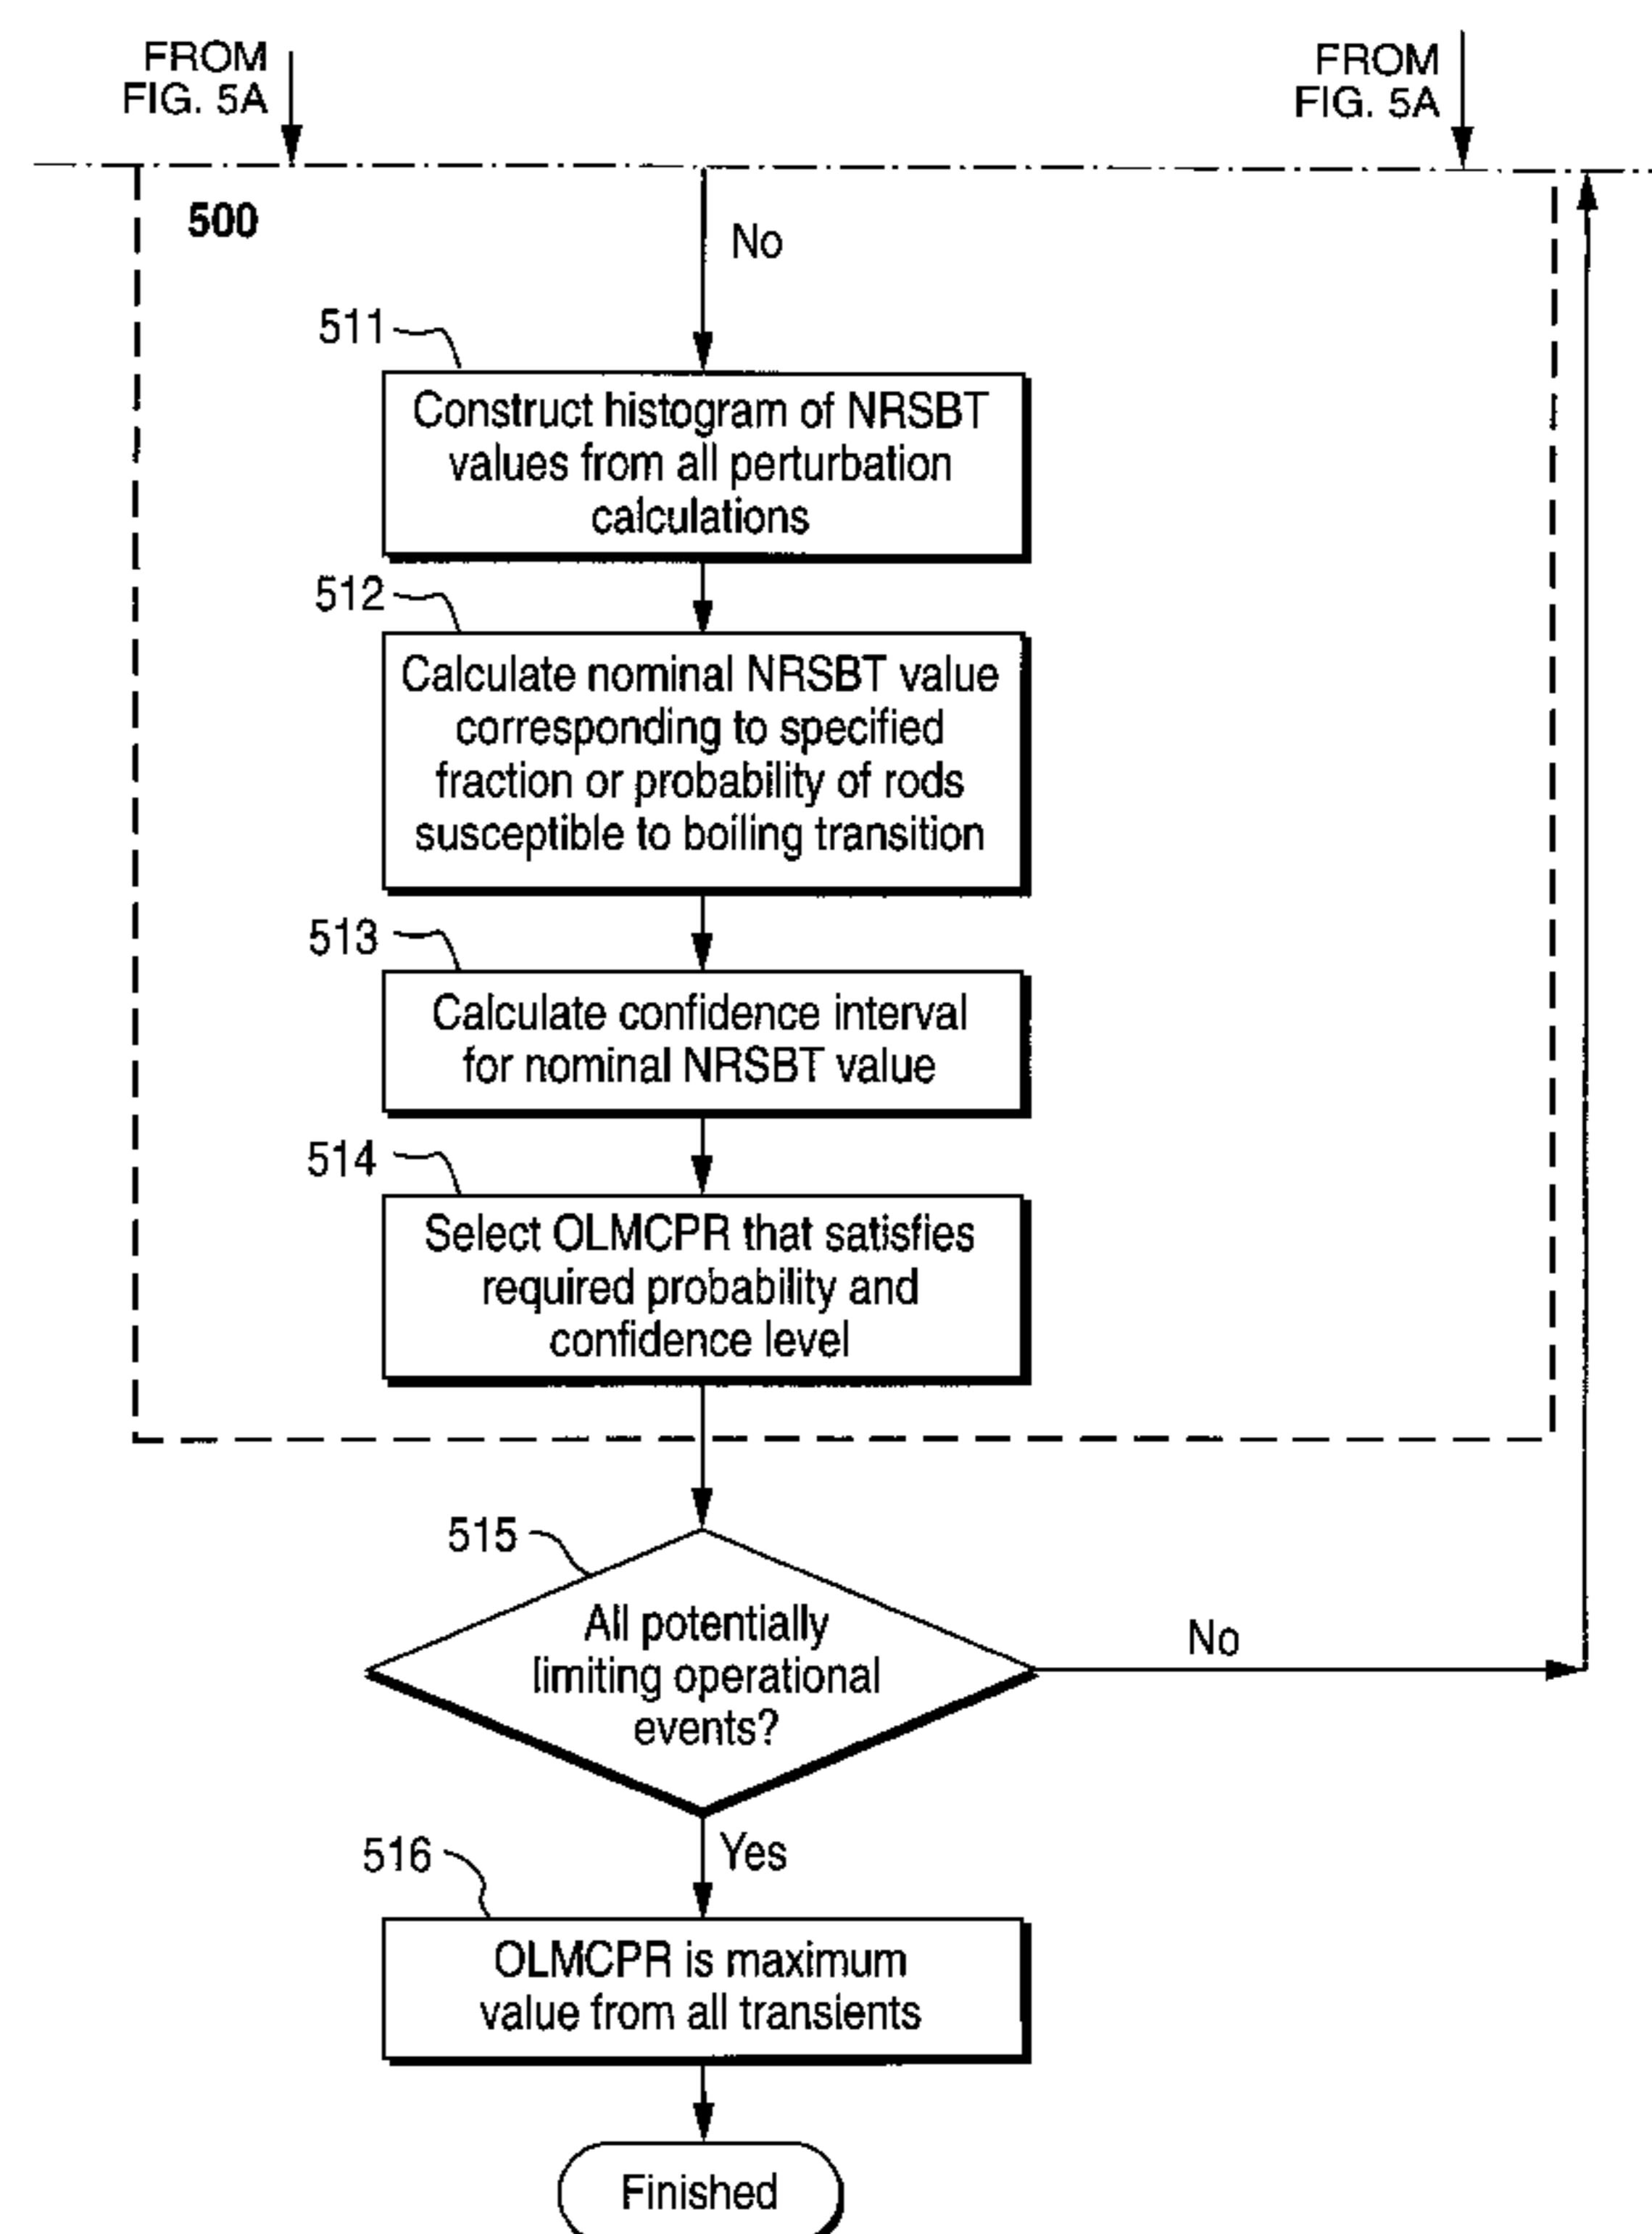 FROM
FIG. 5A
FROM
FIG. 5A
500
No
511
Construct histogram of NRSBT
values from all perturbation
calculations
512
Calculate nominal NRSBT value
corresponding to specified
fraction or probability of rods
susceptible to boiling transition
513
Calculate confidence interval
for nominal NRSBT value
514
Select OLMCPR that satisfies
required probability and
confidence level
515
All potentially
limiting operational
events?
No
Yes
516
OLMCPR is maximum
value from all transients
Finished